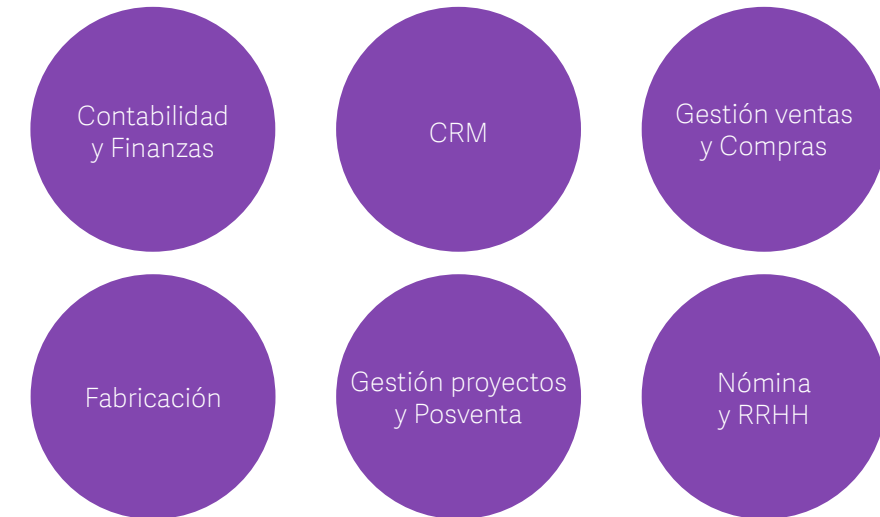 Contabilidad
y Finanzas
CRM
Gestión ventas
y Compras
Fabricación
Gestión proyectos
y Posventa
Nómina
y RRHH